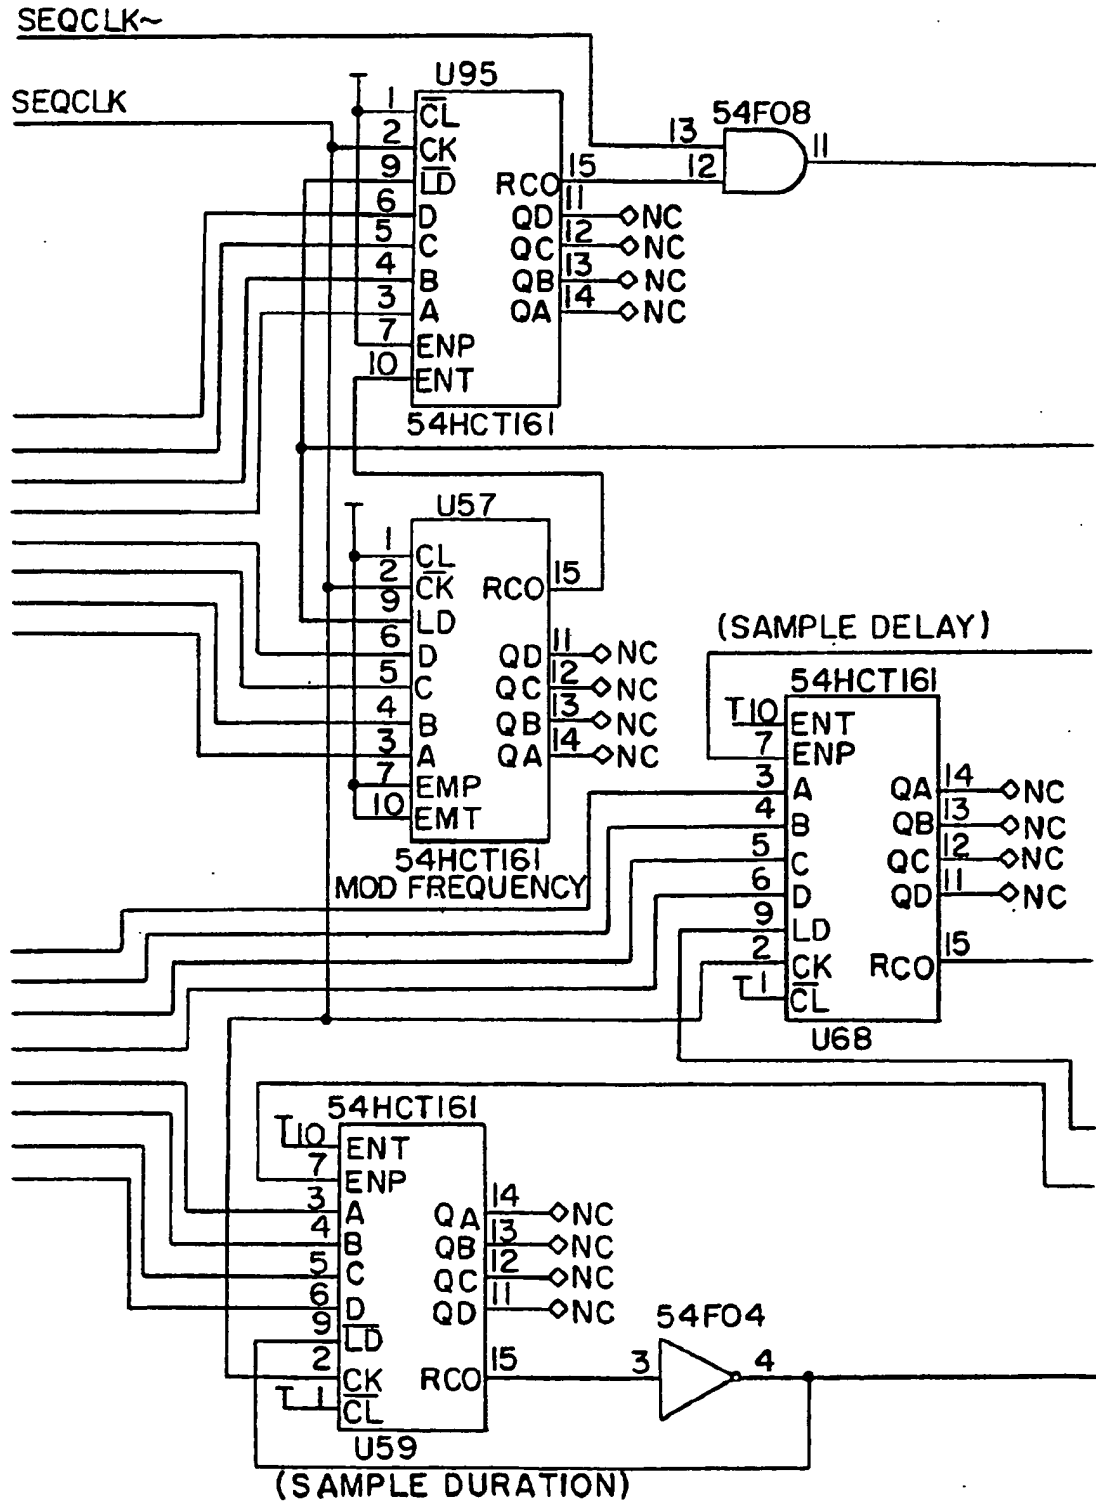 SEQCLK~
SEQCLK
U95
54F08
1 CL
2 CK
9 LD
6 D
5 C
4 B
3 A
7 ENP
10 ENT
RCO 15
QD 11 NC
QC 12 NC
QB 13 NC
QA 14 NC
13
12
11
54HCT161
U57
1 CL
2 CK
9 LD
6 D
5 C
4 B
3 A
7 EMP
10 EMT
RCO 15
QD 11 NC
QC 12 NC
QB 13 NC
QA 14 NC
54HCT161
MOD FREQUENCY
(SAMPLE DELAY)
54HCT161
10 ENT
7 ENP
3 A
4 B
5 C
6 D
9 LD
2 CK
1 CL
QA 14 NC
QB 13 NC
QC 12 NC
QD 11 NC
RCO 15
U68
54HCT161
10 ENT
7 ENP
3 A
4 B
5 C
6 D
9 LD
2 CK
1 CL
QA 14 NC
QB 13 NC
QC 12 NC
QD 11 NC
RCO 15
54F04
3
4
U59
(SAMPLE DURATION)